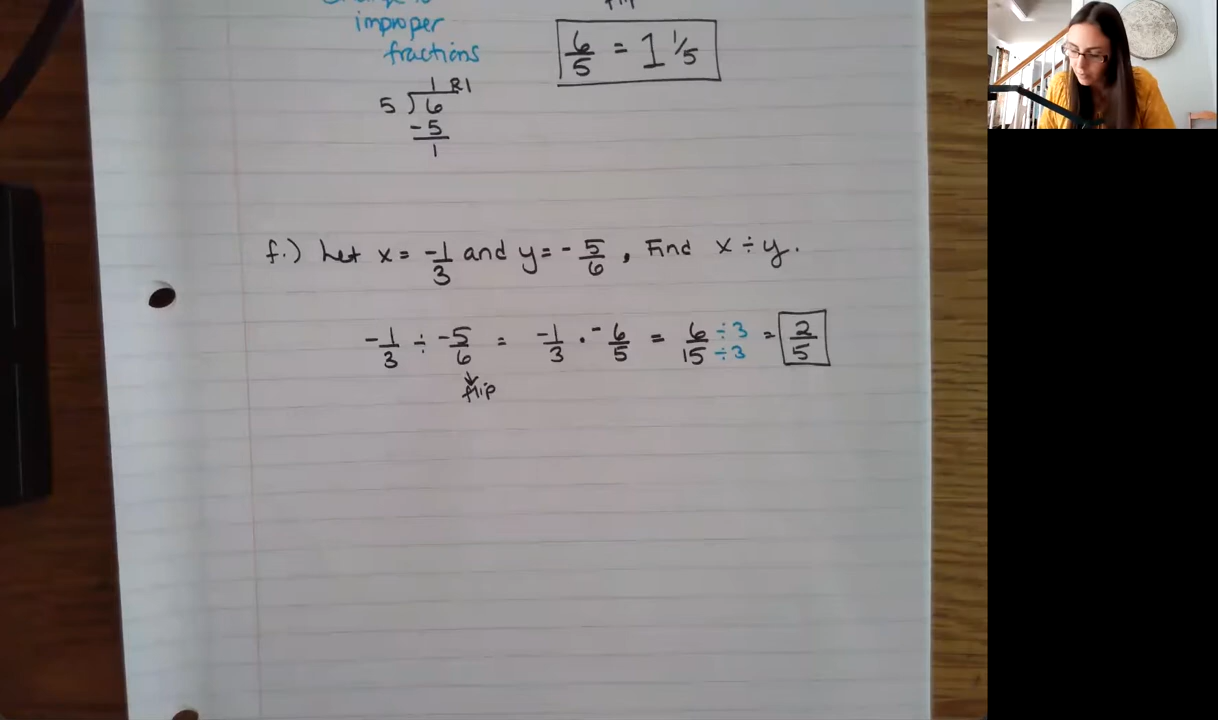 improper
fractions
6/5 = 1 1/5
1 R1
5 ) 6
-5
1
f.) Let x = -1/3 and y = - 5/6 , Find x ÷ y.
-1/3 ÷ -5/6 = -1/3 · - 6/5 = 6/15 ÷3/÷3 = 2/5
flip